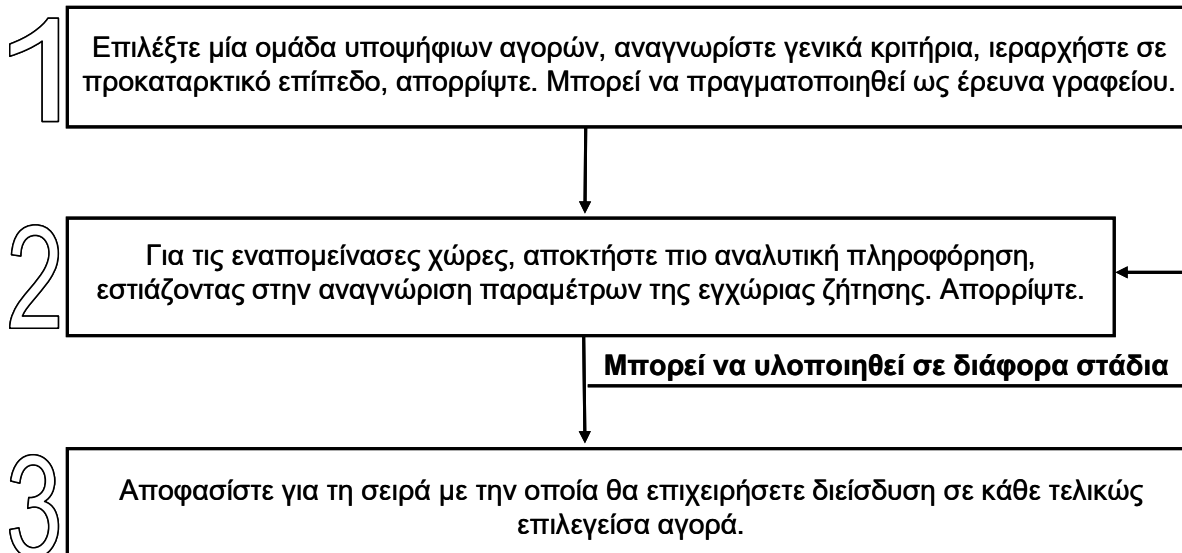 1
Επιλέξτε μία ομάδα υποψήφιων αγορών, αναγνωρίστε γενικά κριτήρια, ιεραρχήστε σε
προκαταρκτικό επίπεδο, απορρίψτε. Μπορεί να πραγματοποιηθεί ως έρευνα γραφείου.
2
Για τις εναπομείνασες χώρες, αποκτήστε πιο αναλυτική πληροφόρηση,
εστιάζοντας στην αναγνώριση παραμέτρων της εγχώριας ζήτησης. Απορρίψτε.
Μπορεί να υλοποιηθεί σε διάφορα στάδια
3
Αποφασίστε για τη σειρά με την οποία θα επιχειρήσετε διείσδυση σε κάθε τελικώς
επιλεγείσα αγορά.